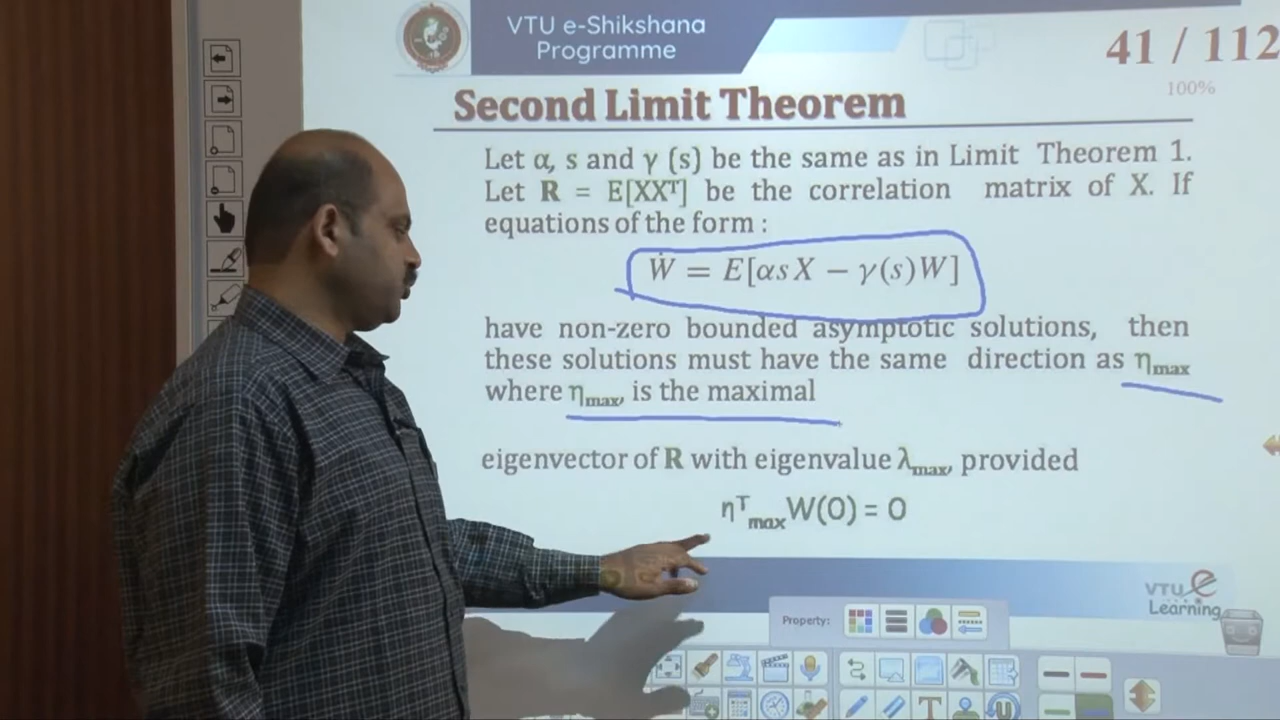 VTU e-Shikshana
Programme
41 / 112
100%
Second Limit Theorem
Let α, s and γ (s) be the same as in Limit Theorem 1.
Let R = E[XXᵀ] be the correlation matrix of X. If
equations of the form :
Ẇ = E[αsX − γ(s)W]
have non-zero bounded asymptotic solutions, then
these solutions must have the same direction as ηmax
where ηmax, is the maximal
eigenvector of R with eigenvalue λmax, provided
ηᵀmaxW(0) = 0
VTU e
Learning
Property: